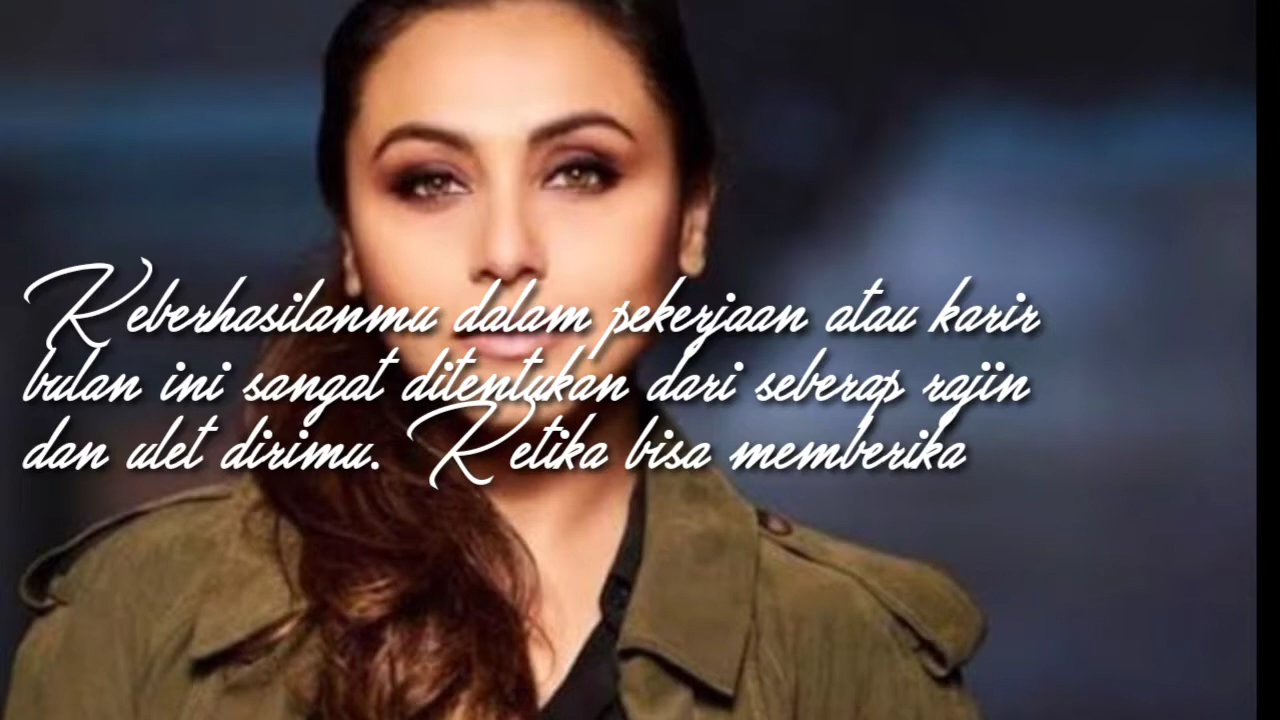 Keberhasilanmu dalam pekerjaan atau karir
bulan ini sangat ditentukan dari seberap rajin
dan ulet dirimu. Ketika bisa memberika